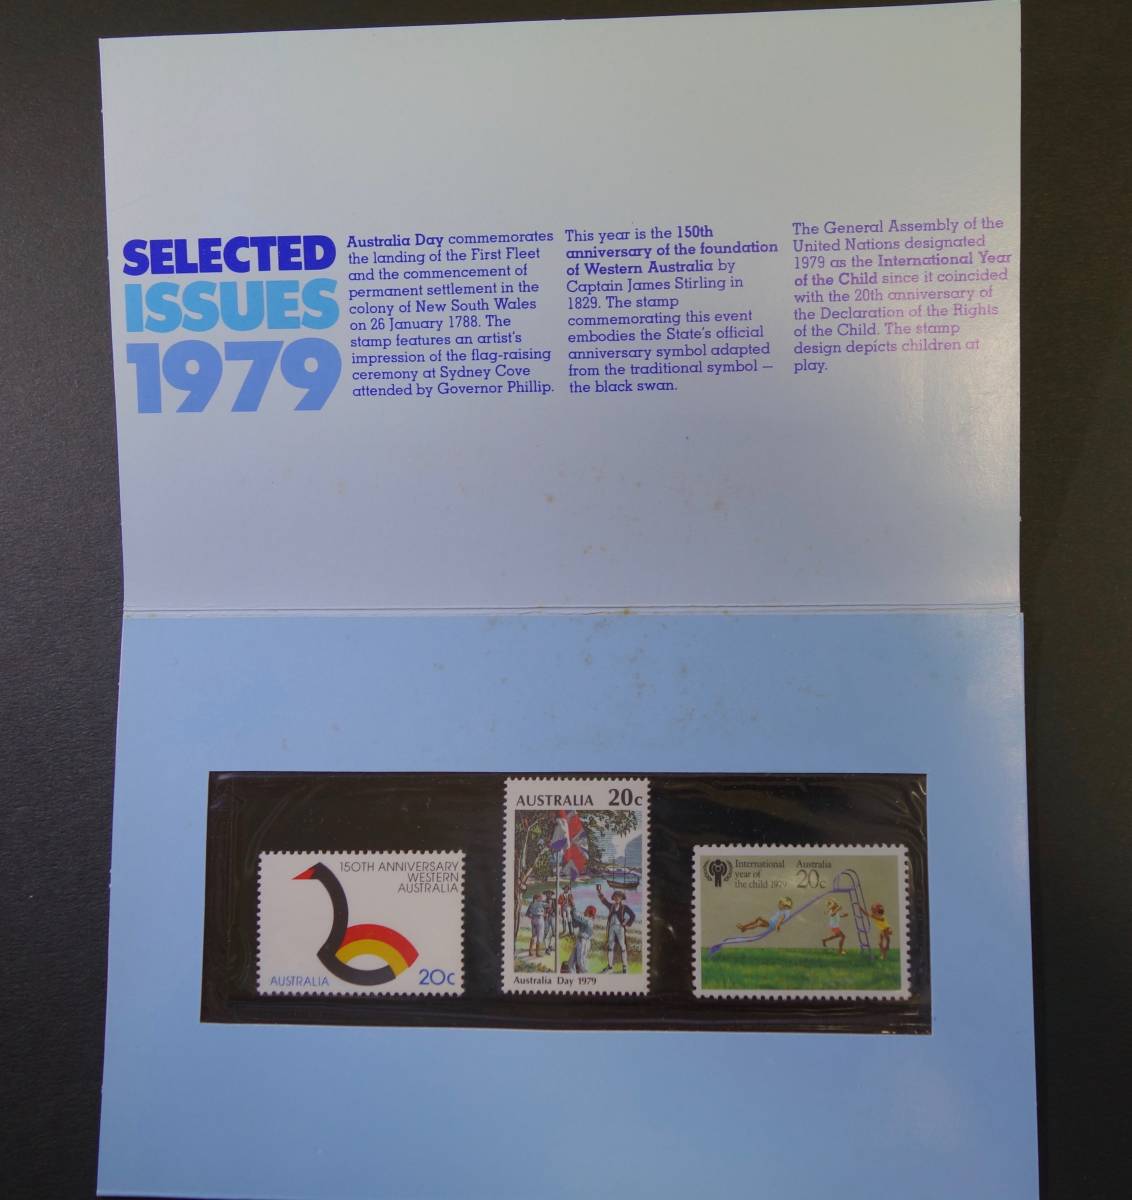 SELECTED
ISSUES
1979
Australia Day commemorates
the landing of the First Fleet
and the commencement of
permanent settlement in the
colony of New South Wales
on 26 January 1788. The
stamp features an artist's
impression of the flag-raising
ceremony at Sydney Cove
attended by Governor Phillip.
This year is the 150th
anniversary of the foundation
of Western Australia by
Captain James Stirling in
1829. The stamp
commemorating this event
embodies the State's official
anniversary symbol adapted
from the traditional symbol —
the black swan.
The General Assembly of the
United Nations designated
1979 as the International Year
of the Child since it coincided
with the 20th anniversary of
the Declaration of the Rights
of the Child. The stamp
design depicts children at
play.
150TH ANNIVERSARY
WESTERN
AUSTRALIA
AUSTRALIA 20c
AUSTRALIA 20c
Australia Day 1979
International
year of
the child 1979
Australia
20c